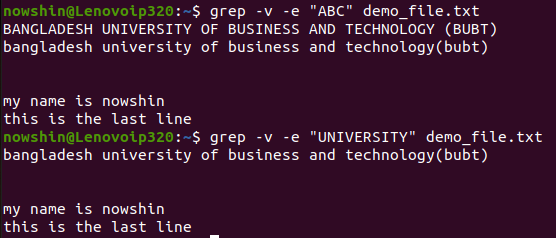 nowshin@Lenovoip320:~$ grep -v -e "ABC" demo_file.txt
BANGLADESH UNIVERSITY OF BUSINESS AND TECHNOLOGY (BUBT)
bangladesh university of business and technology(bubt)
my name is nowshin
this is the last line
nowshin@Lenovoip320:~$ grep -v -e "UNIVERSITY" demo_file.txt
bangladesh university of business and technology(bubt)
my name is nowshin
this is the last line